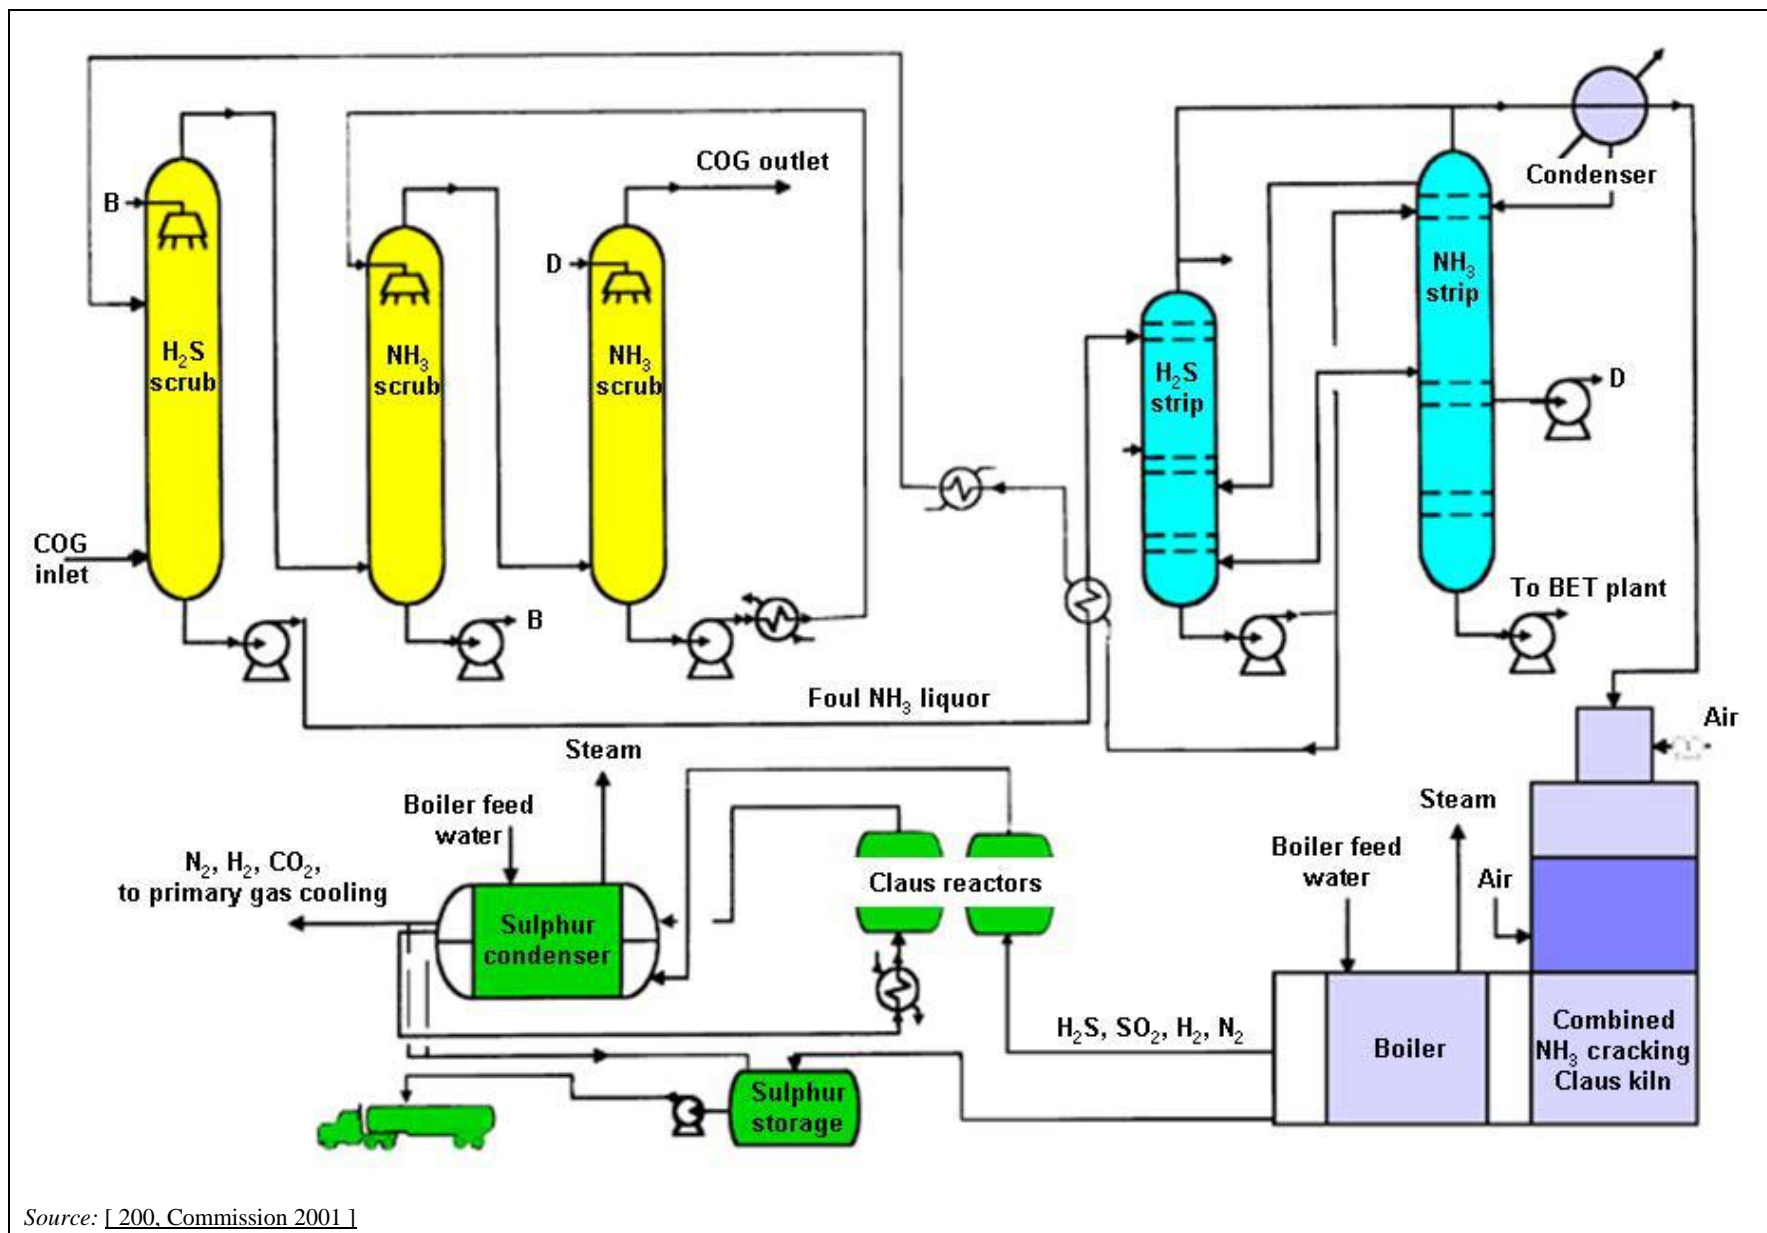 COG outlet
Condenser
B
D
NH3
strip
H2S
scrub
NH3
scrub
NH3
scrub
H2S
strip
D
COG
inlet
To BET plant
B
Foul NH3 liquor
Air
Steam
Boiler feed
water
Steam
N2, H2, CO2,
to primary gas cooling
Claus reactors
Boiler feed
water
Air
Sulphur
condenser
H2S, SO2, H2, N2
Boiler
Combined
NH3 cracking
Claus kiln
Sulphur
storage
Source: [ 200, Commission 2001 ]